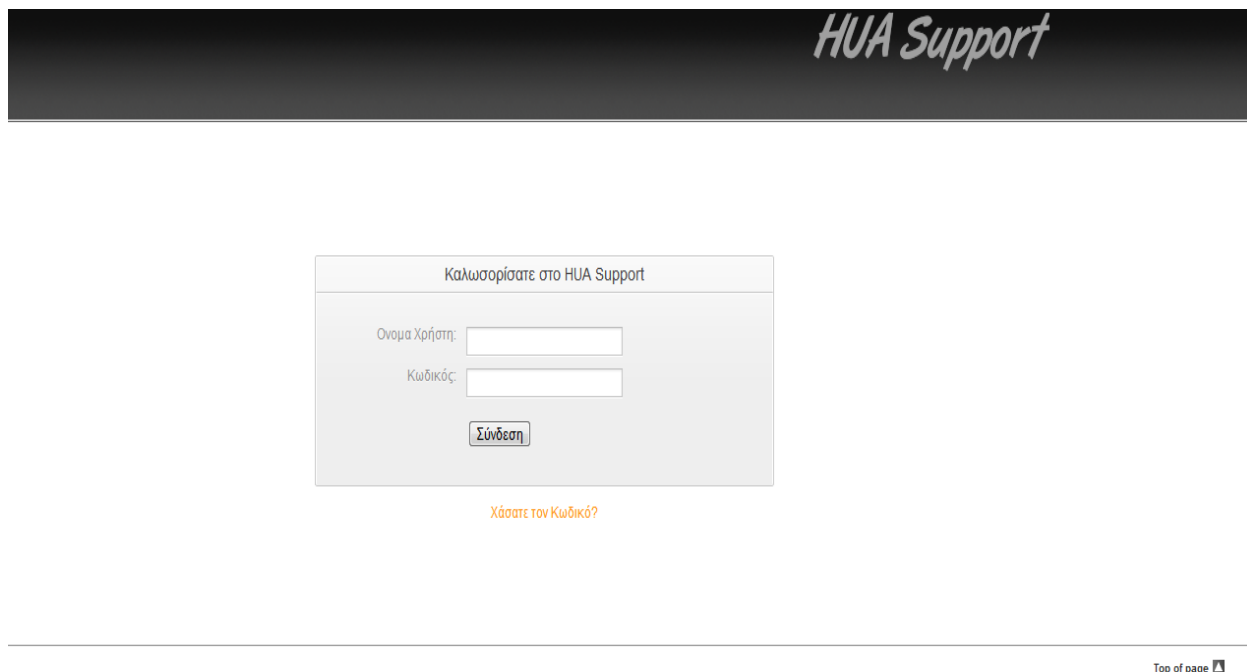 HUA Support
Καλωσορίσατε στο HUA Support
Ονομα Χρήστη:
Κωδικός:
Σύνδεση
Χάσατε τον Κωδικό?
Top of page